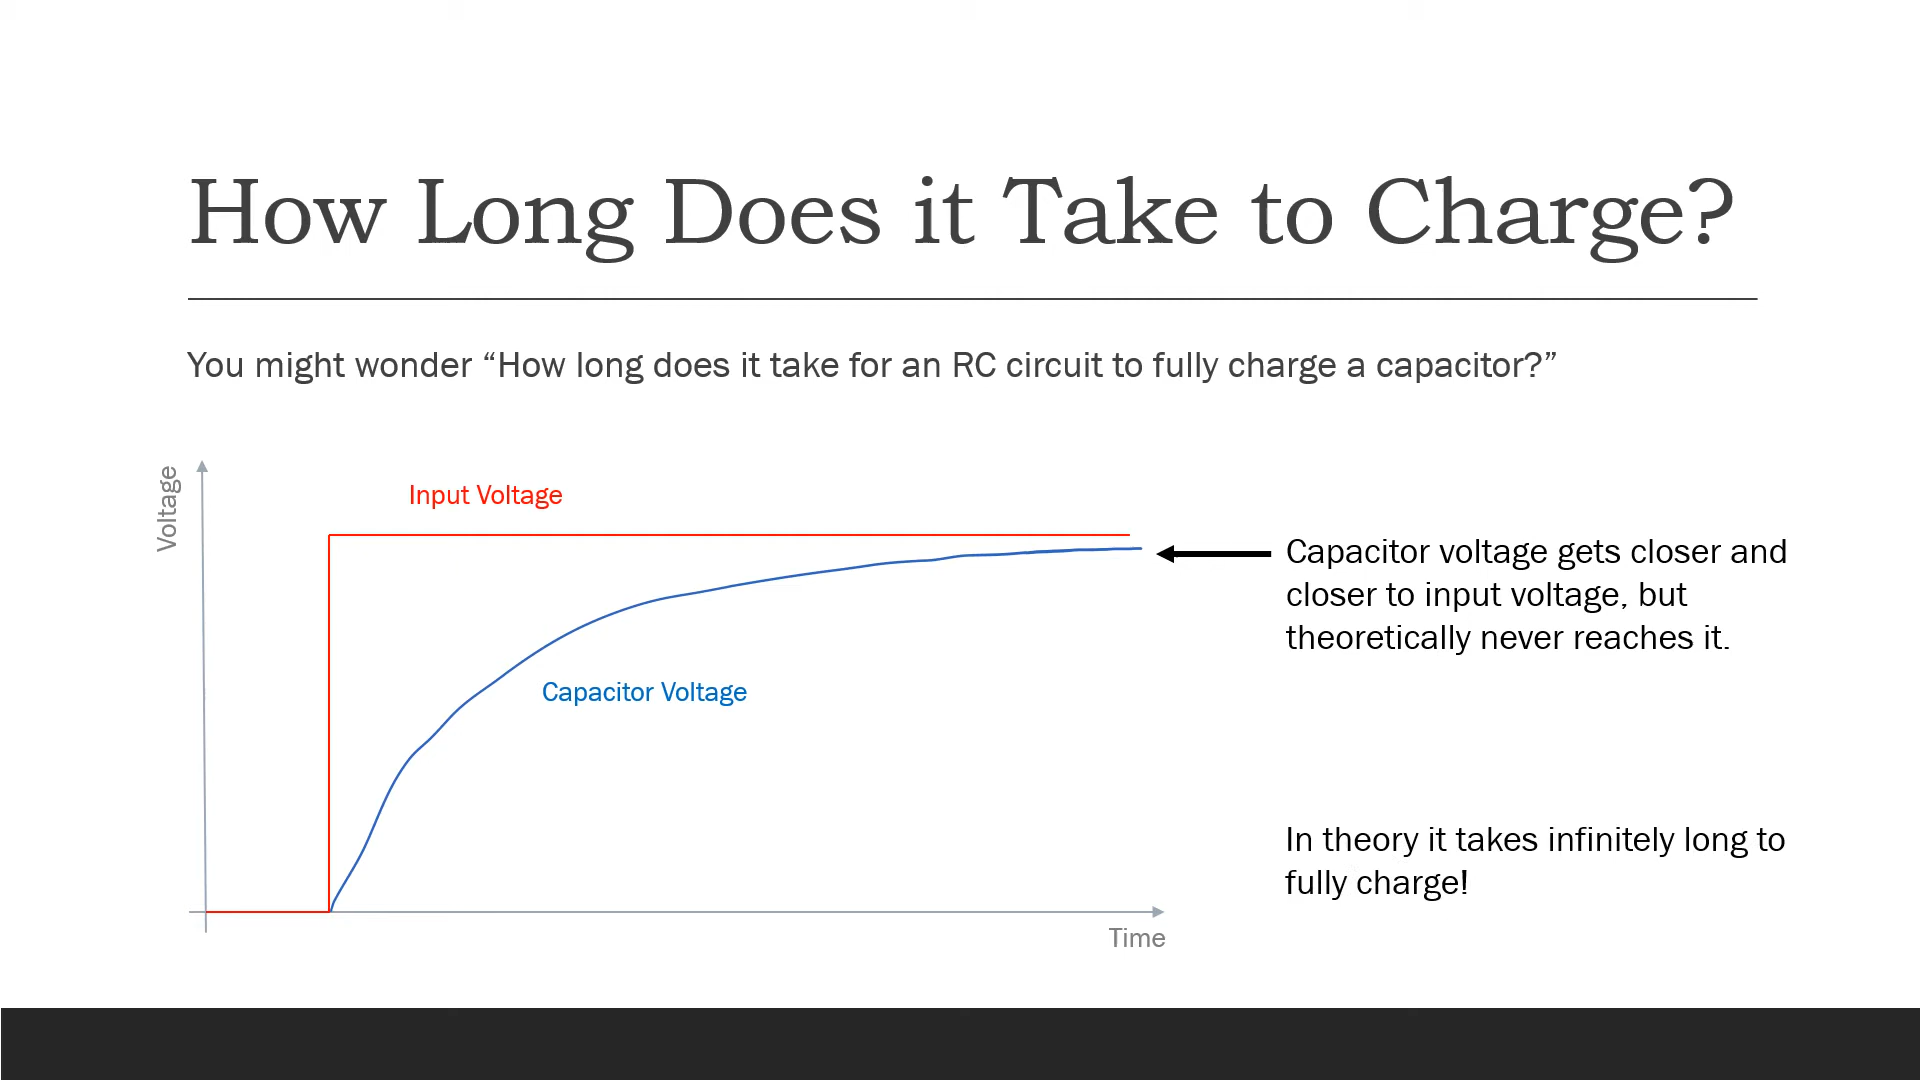 How Long Does it Take to Charge?
You might wonder “How long does it take for an RC circuit to fully charge a capacitor?”
Voltage
Input Voltage
Capacitor Voltage
Time
Capacitor voltage gets closer and
closer to input voltage, but
theoretically never reaches it.
In theory it takes infinitely long to
fully charge!